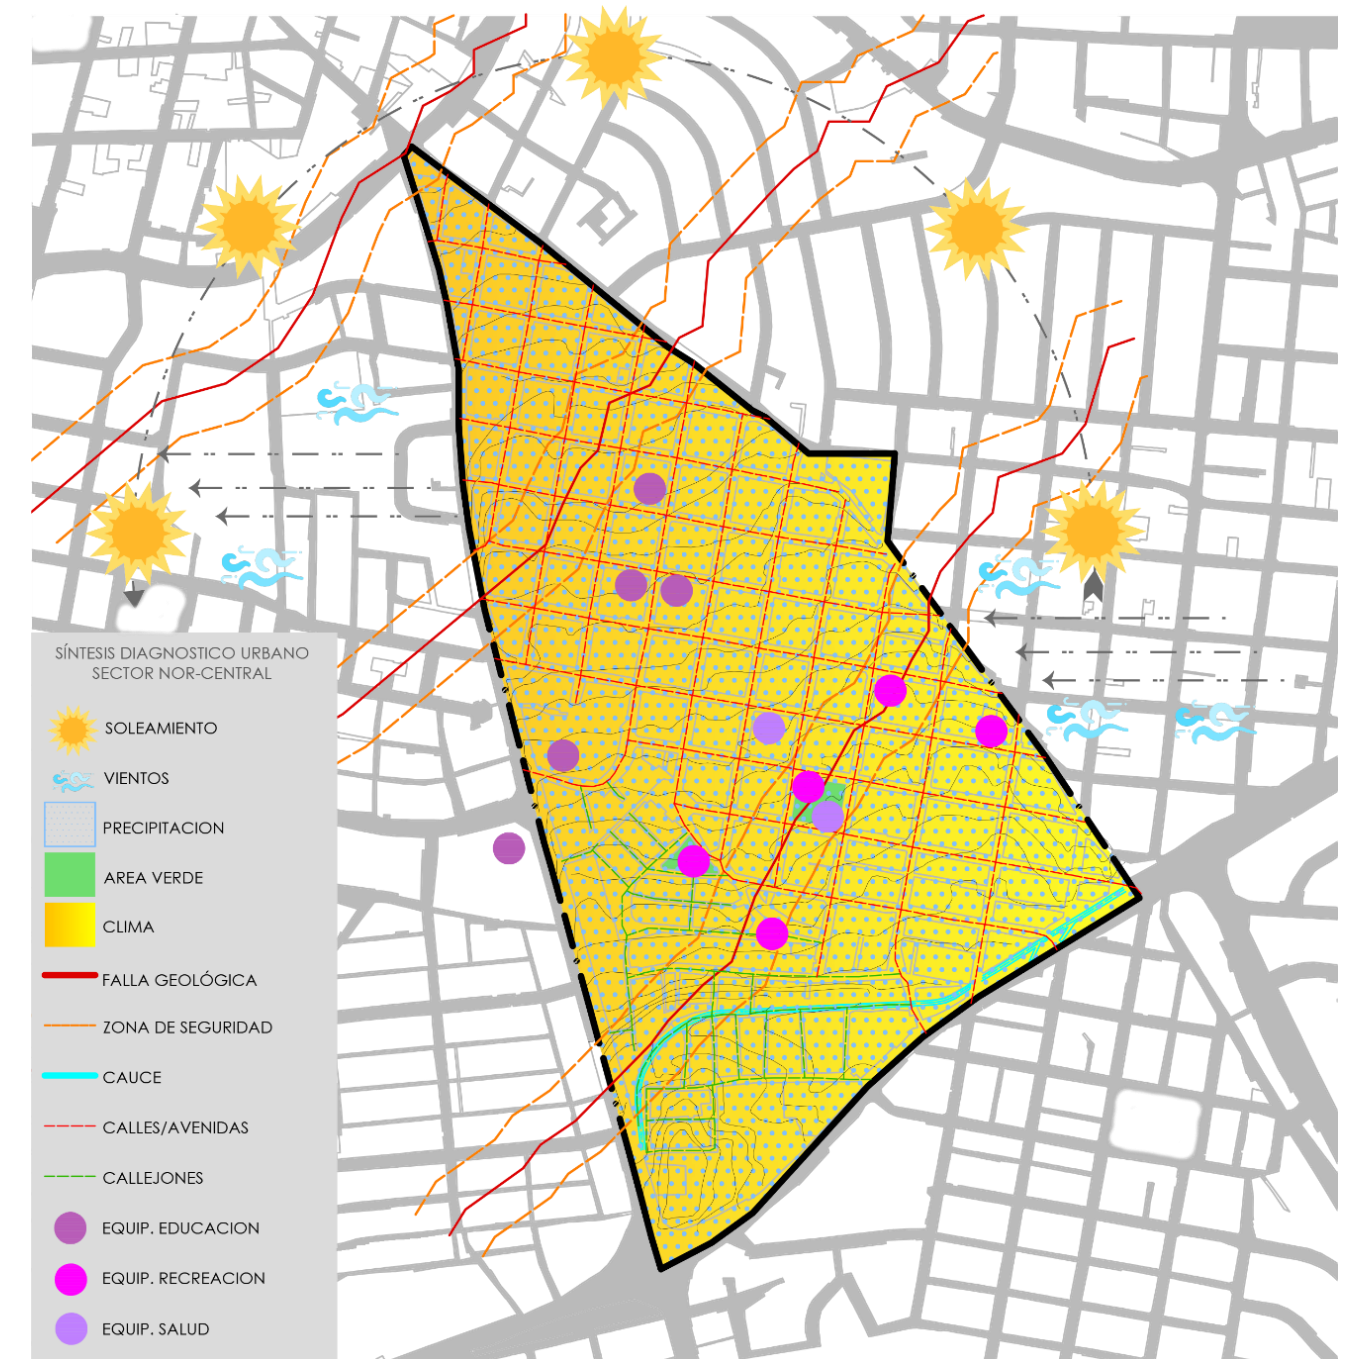 SÍNTESIS DIAGNOSTICO URBANO
SECTOR NOR-CENTRAL
SOLEAMIENTO
VIENTOS
PRECIPITACION
AREA VERDE
CLIMA
FALLA GEOLÓGICA
ZONA DE SEGURIDAD
CAUCE
CALLES/AVENIDAS
CALLEJONES
EQUIP. EDUCACION
EQUIP. RECREACION
EQUIP. SALUD